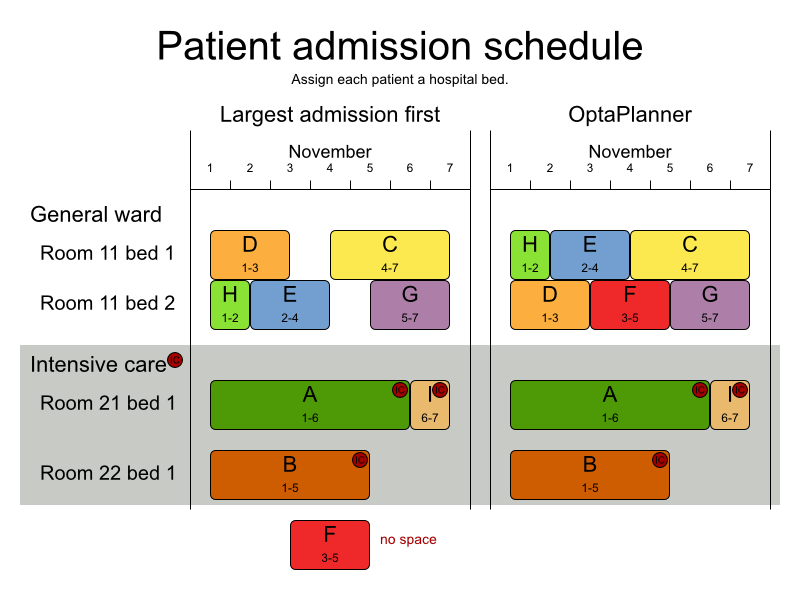 Patient admission schedule
Assign each patient a hospital bed.
Largest admission first OptaPlanner
November November
1 2 3 4 5 6 7 1 2 3 4 5 6 7
General ward
Room 11 bed 1 D C H E C
1-3 4-7 1-2 2-4 4-7
Room 11 bed 2 H E G D F G
1-2 2-4 5-7 1-3 3-5 5-7
Intensive care IC
Room 21 bed 1 A IC I IC A IC I IC
1-6 6-7 1-6 6-7
Room 22 bed 1 B IC B IC
1-5 1-5
F no space
3-5